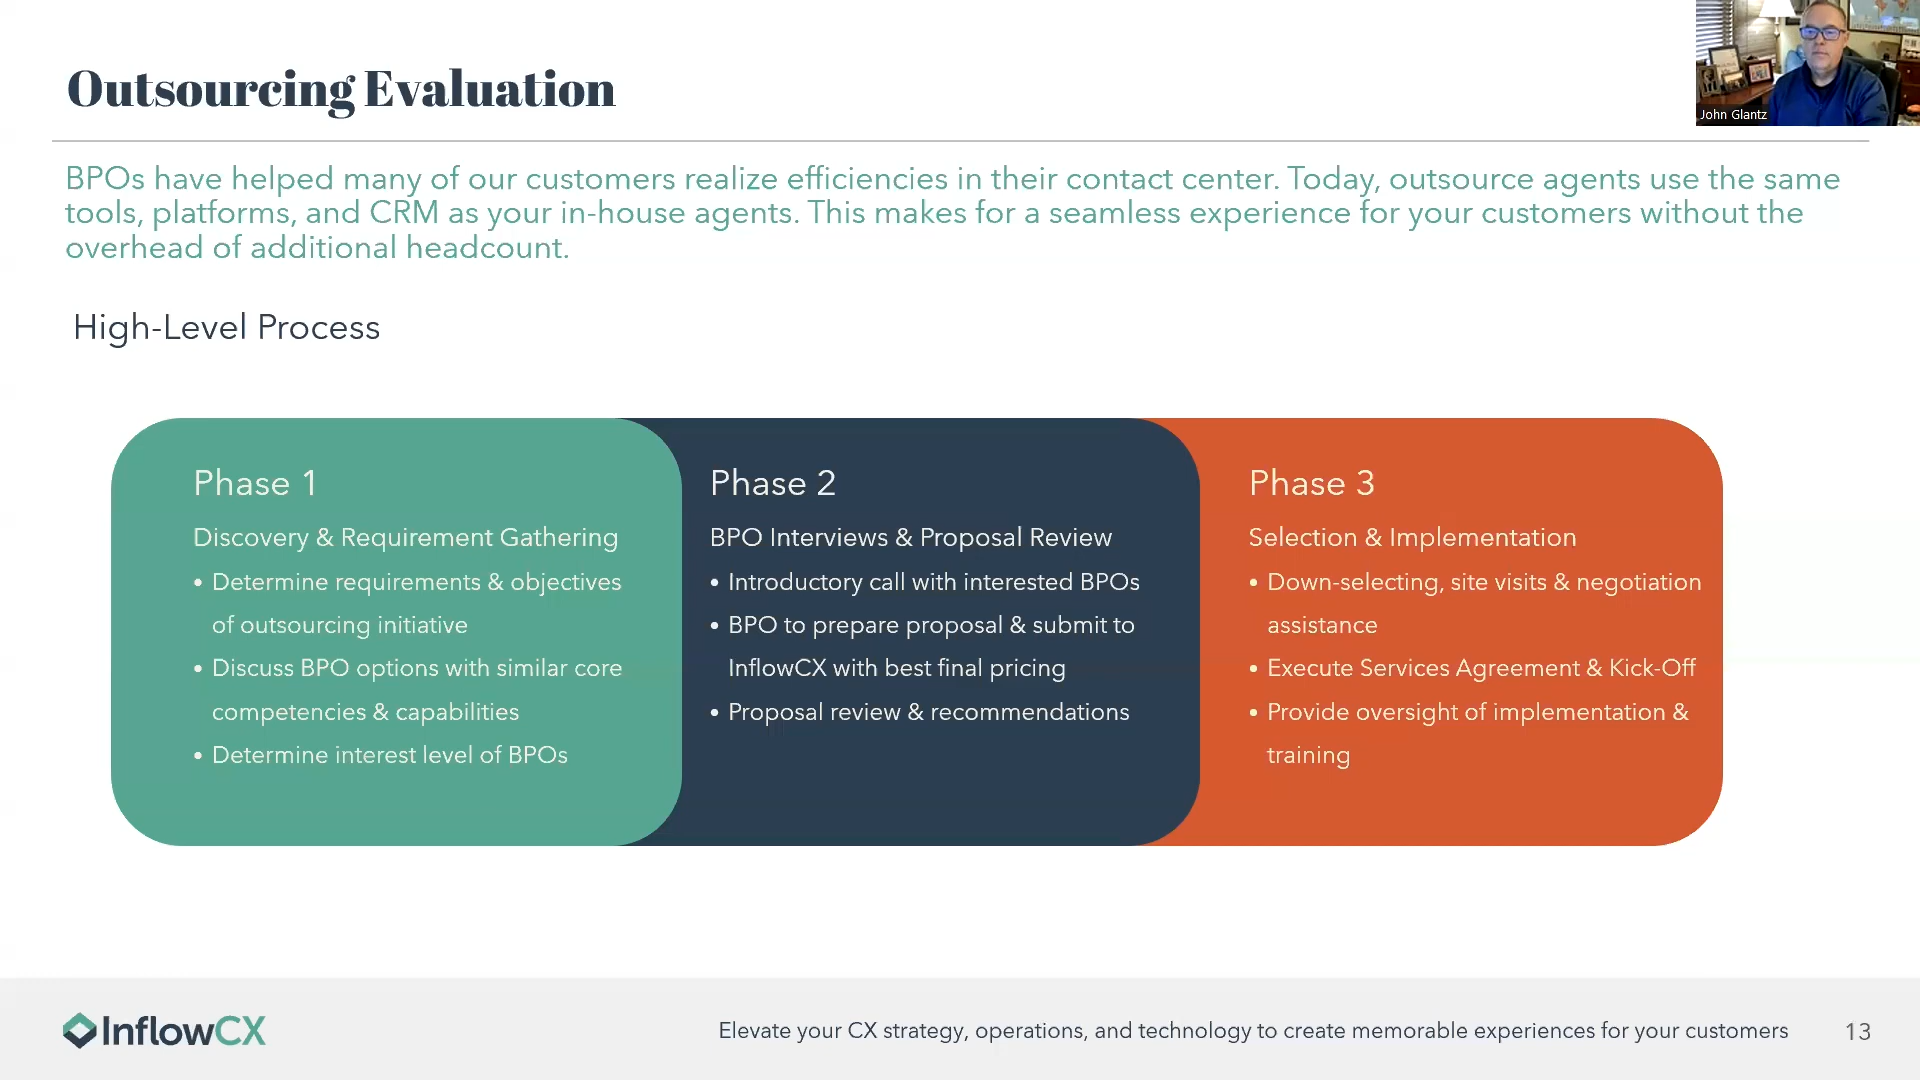 Outsourcing Evaluation
John Glantz
BPOs have helped many of our customers realize efficiencies in their contact center. Today, outsource agents use the same
tools, platforms, and CRM as your in-house agents. This makes for a seamless experience for your customers without the
overhead of additional headcount.
High-Level Process
Phase 1
Discovery & Requirement Gathering
• Determine requirements & objectives
of outsourcing initiative
• Discuss BPO options with similar core
competencies & capabilities
• Determine interest level of BPOs
Phase 2
BPO Interviews & Proposal Review
• Introductory call with interested BPOs
• BPO to prepare proposal & submit to
InflowCX with best final pricing
• Proposal review & recommendations
Phase 3
Selection & Implementation
• Down-selecting, site visits & negotiation
assistance
• Execute Services Agreement & Kick-Off
• Provide oversight of implementation &
training
InflowCX
Elevate your CX strategy, operations, and technology to create memorable experiences for your customers
13